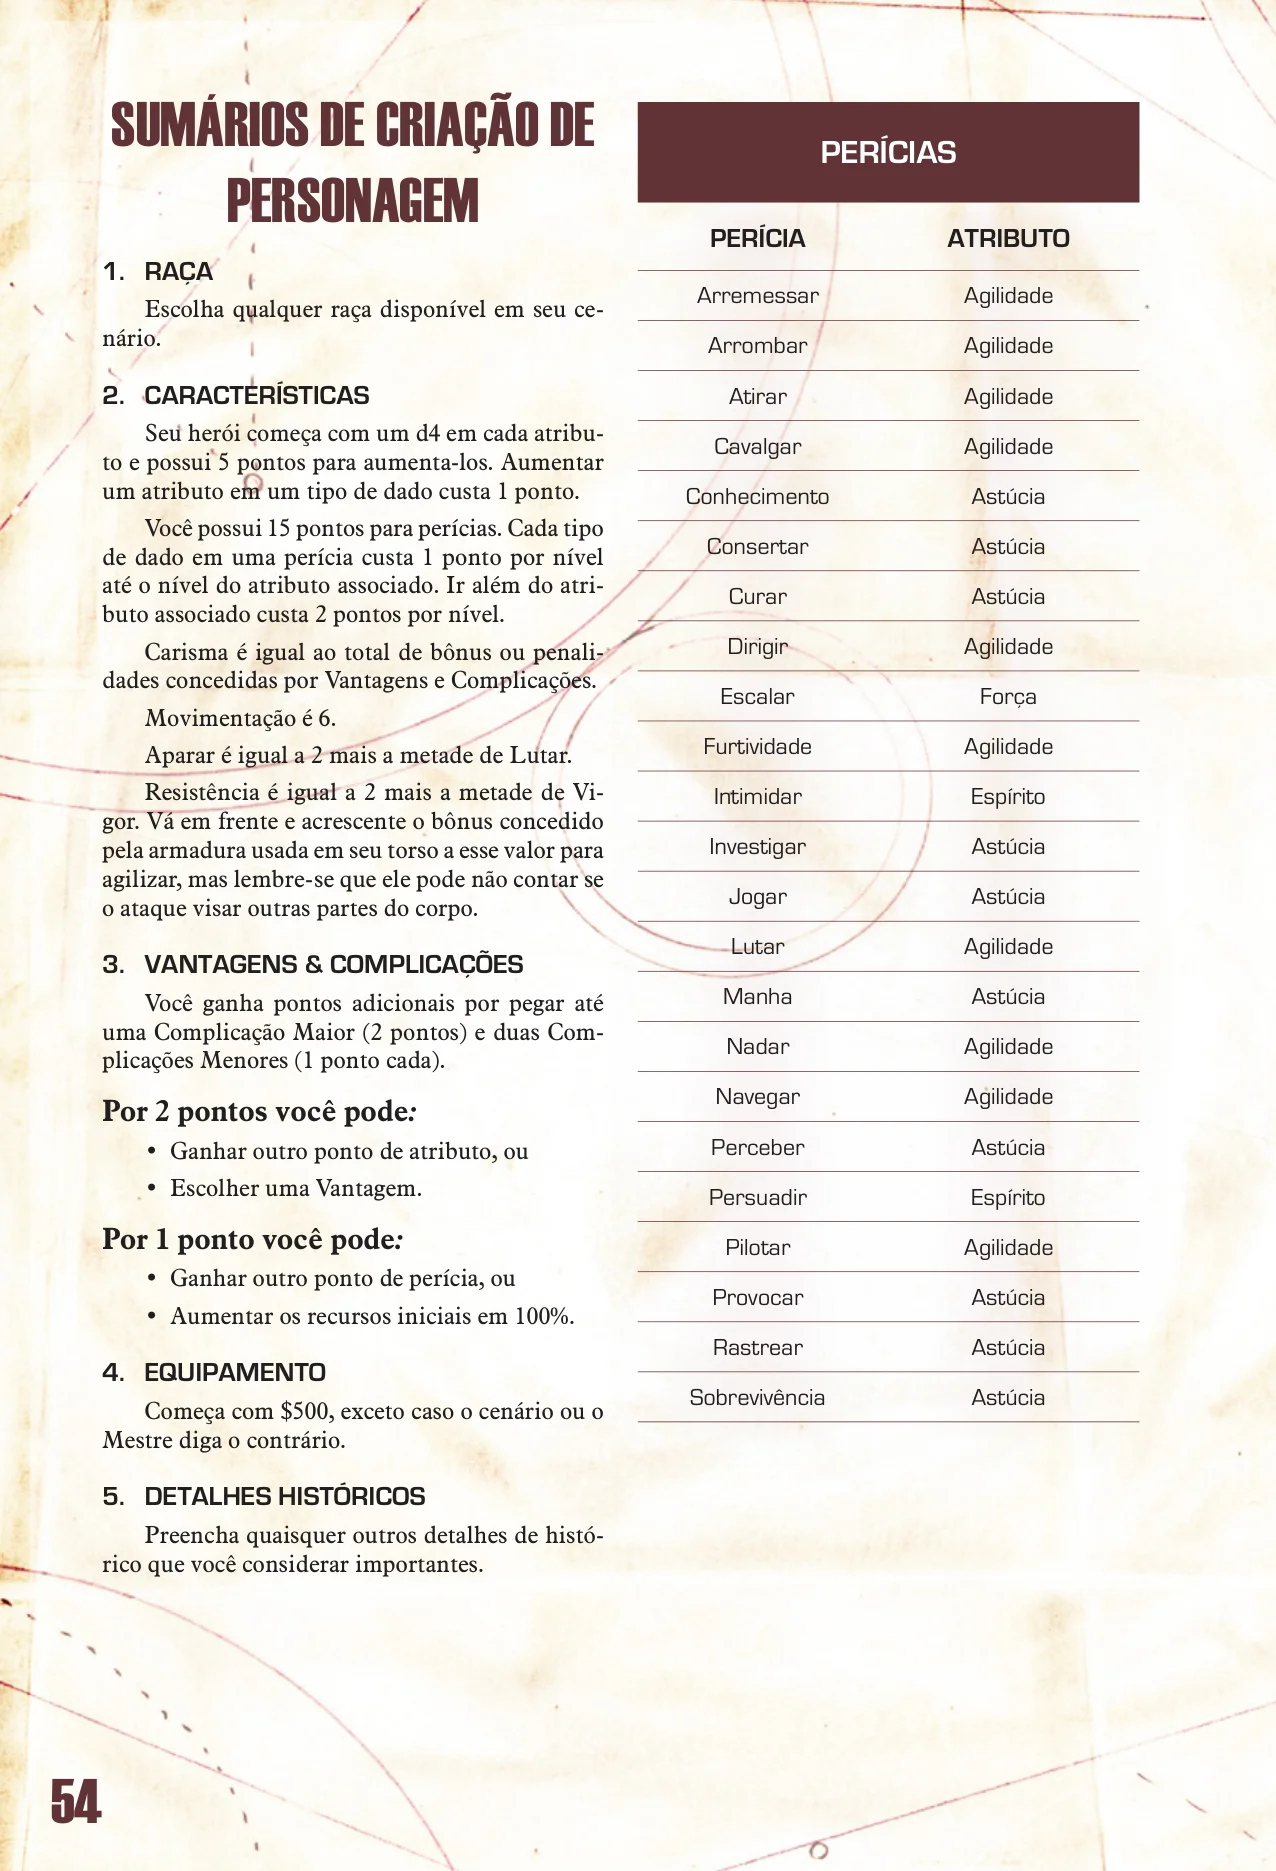 SUMÁRIOS DE CRIAÇÃO DE
PERSONAGEM
1. RAÇA
Escolha qualquer raça disponível em seu ce-
nário.
2. CARACTERÍSTICAS
Seu herói começa com um d4 em cada atribu-
to e possui 5 pontos para aumenta-los. Aumentar
um atributo em um tipo de dado custa 1 ponto.
Você possui 15 pontos para perícias. Cada tipo
de dado em uma perícia custa 1 ponto por nível
até o nível do atributo associado. Ir além do atri-
buto associado custa 2 pontos por nível.
Carisma é igual ao total de bônus ou penali-
dades concedidas por Vantagens e Complicações.
Movimentação é 6.
Aparar é igual a 2 mais a metade de Lutar.
Resistência é igual a 2 mais a metade de Vi-
gor. Vá em frente e acrescente o bônus concedido
pela armadura usada em seu torso a esse valor para
agilizar, mas lembre-se que ele pode não contar se
o ataque visar outras partes do corpo.
3. VANTAGENS & COMPLICAÇÕES
Você ganha pontos adicionais por pegar até
uma Complicação Maior (2 pontos) e duas Com-
plicações Menores (1 ponto cada).
Por 2 pontos você pode:
• Ganhar outro ponto de atributo, ou
• Escolher uma Vantagem.
Por 1 ponto você pode:
• Ganhar outro ponto de perícia, ou
• Aumentar os recursos iniciais em 100%.
4. EQUIPAMENTO
Começa com $500, exceto caso o cenário ou o
Mestre diga o contrário.
5. DETALHES HISTÓRICOS
Preencha quaisquer outros detalhes de histó-
rico que você considerar importantes.
PERÍCIAS
PERÍCIA ATRIBUTO
Arremessar Agilidade
Arrombar Agilidade
Atirar Agilidade
Cavalgar Agilidade
Conhecimento Astúcia
Consertar Astúcia
Curar Astúcia
Dirigir Agilidade
Escalar Força
Furtividade Agilidade
Intimidar Espírito
Investigar Astúcia
Jogar Astúcia
Lutar Agilidade
Manha Astúcia
Nadar Agilidade
Navegar Agilidade
Perceber Astúcia
Persuadir Espírito
Pilotar Agilidade
Provocar Astúcia
Rastrear Astúcia
Sobrevivência Astúcia
54